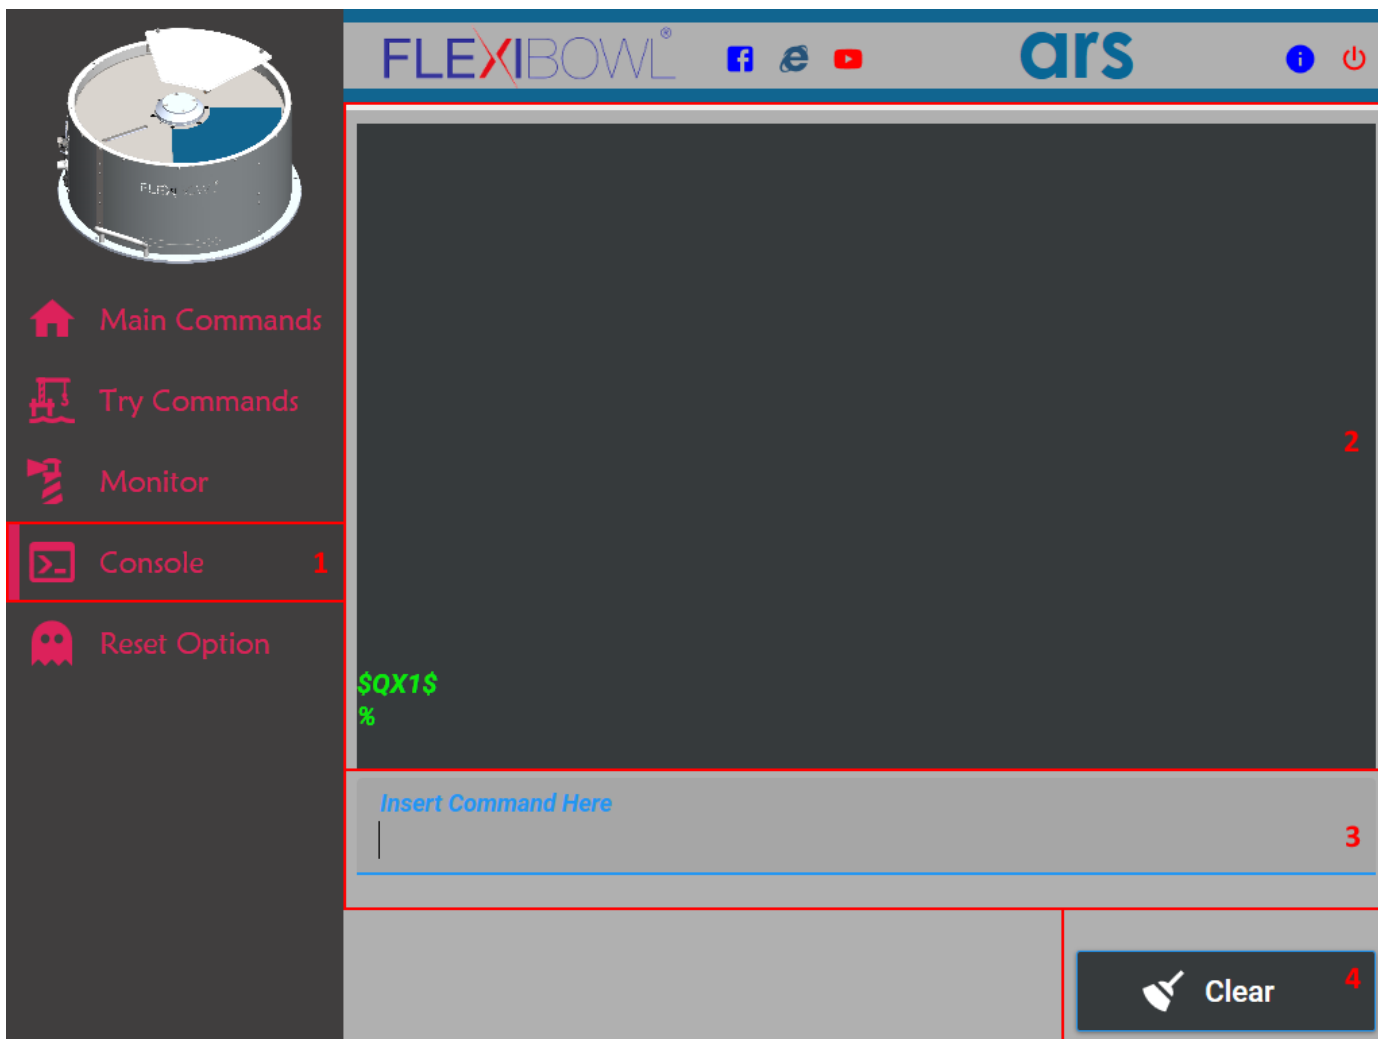 FLEXIBOWL®
ars
Main Commands
Try Commands
Monitor
Console 1
Reset Option
2
$QX1$
%
Insert Command Here
3
Clear 4